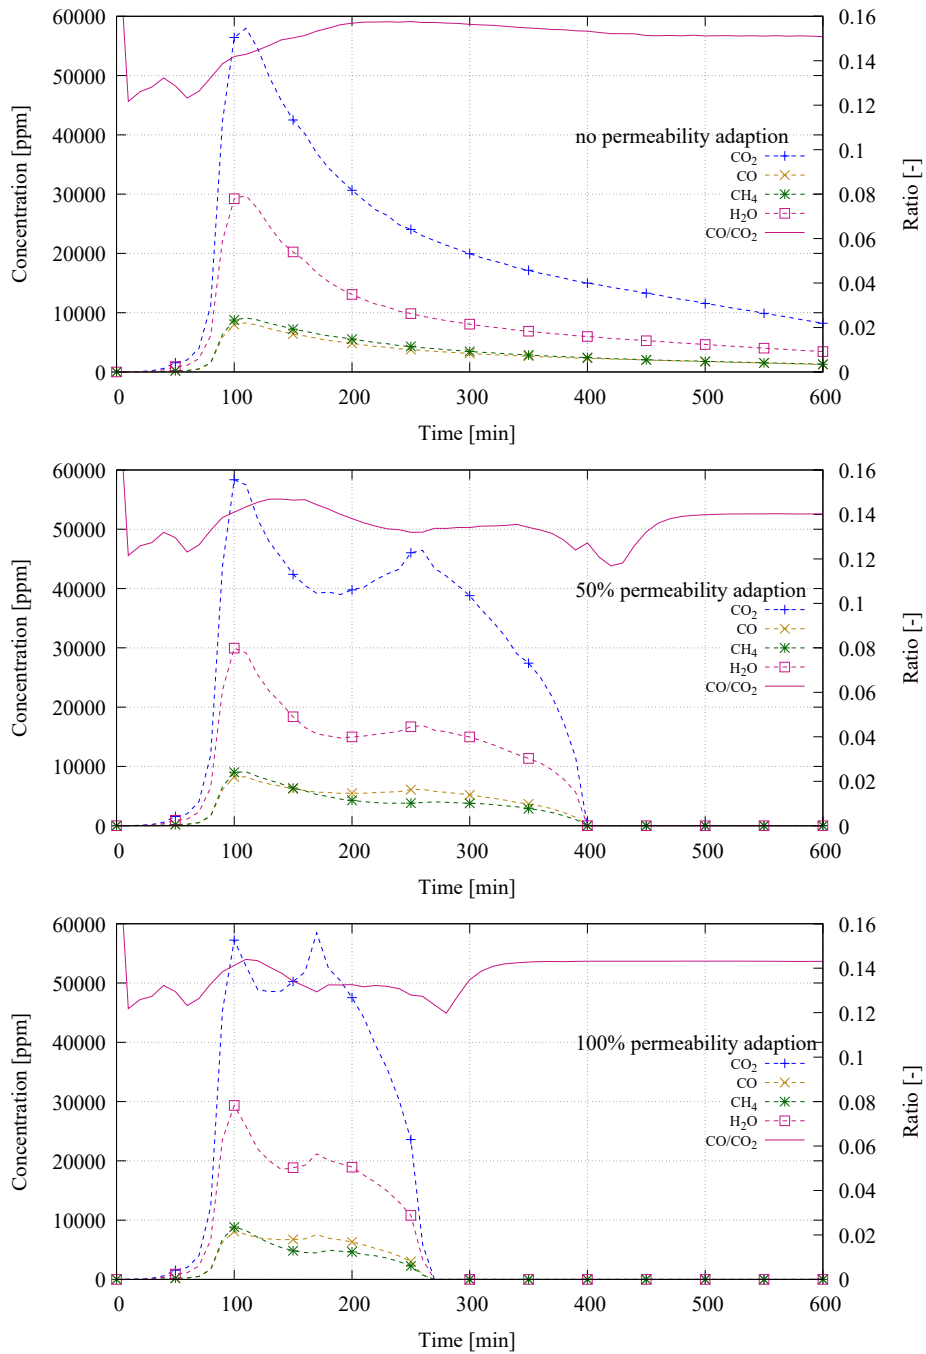 60000
50000
40000
30000
20000
10000
0
Concentration [ppm]
0.16
0.14
0.12
0.1
0.08
0.06
0.04
0.02
0
Ratio [-]
no permeability adaption
CO₂
CO
CH₄
H₂O
CO/CO₂
0 100 200 300 400 500 600
Time [min]
60000
50000
40000
30000
20000
10000
0
Concentration [ppm]
0.16
0.14
0.12
0.1
0.08
0.06
0.04
0.02
0
Ratio [-]
50% permeability adaption
CO₂
CO
CH₄
H₂O
CO/CO₂
0 100 200 300 400 500 600
Time [min]
60000
50000
40000
30000
20000
10000
0
Concentration [ppm]
0.16
0.14
0.12
0.1
0.08
0.06
0.04
0.02
0
Ratio [-]
100% permeability adaption
CO₂
CO
CH₄
H₂O
CO/CO₂
0 100 200 300 400 500 600
Time [min]